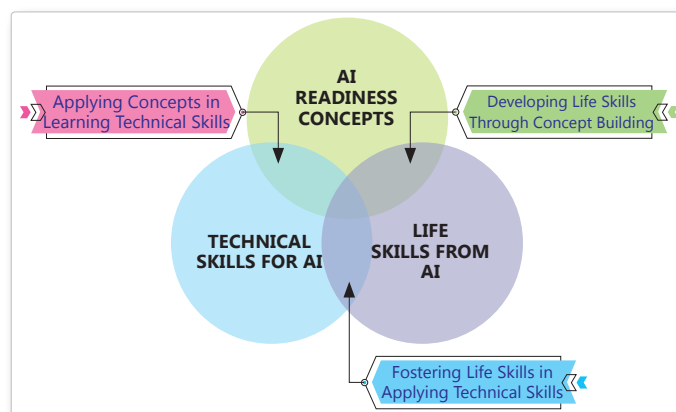 AI
READINESS
CONCEPTS
Applying Concepts in
Learning Technical Skills
Developing Life Skills
Through Concept Building
TECHNICAL
SKILLS FOR AI
LIFE
SKILLS FROM
AI
Fostering Life Skills in
Applying Technical Skills